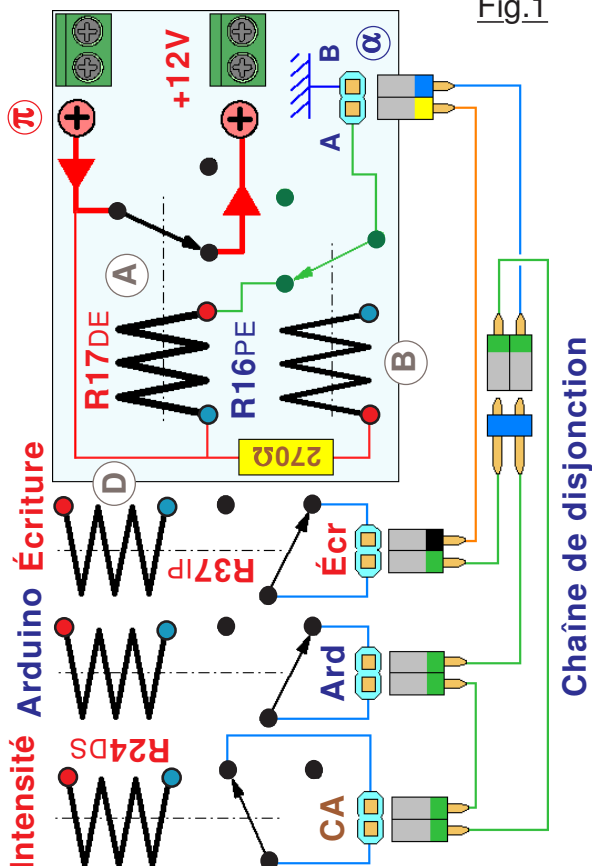 Fig.1
π
+12V
B
α
A
A
R17DE
R16PE
B
270Ω
D
Écriture
R37IP
Écr
Arduino
Ard
Intensité
R24DS
CA
Chaîne de disjonction